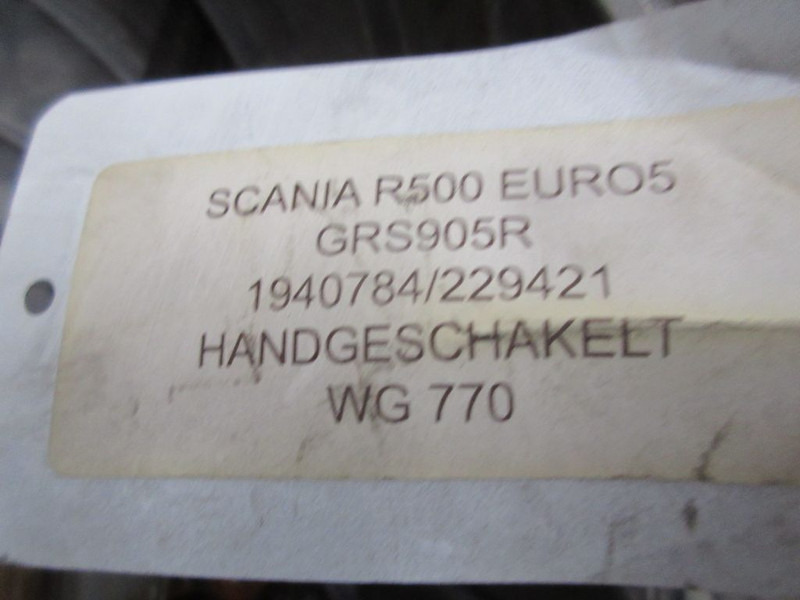 SCANIA R500 EURO5
GRS905R
1940784/229421
HANDGESCHAKELT
WG 770